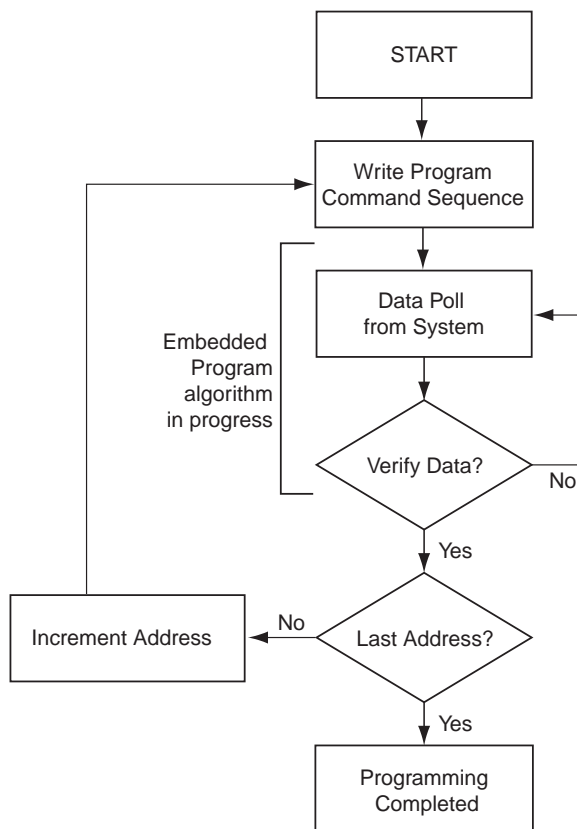 START
Write Program
Command Sequence
Data Poll
from System
Embedded
Program
algorithm
in progress
Verify Data?
No
Yes
Last Address?
No
Increment Address
Yes
Programming
Completed